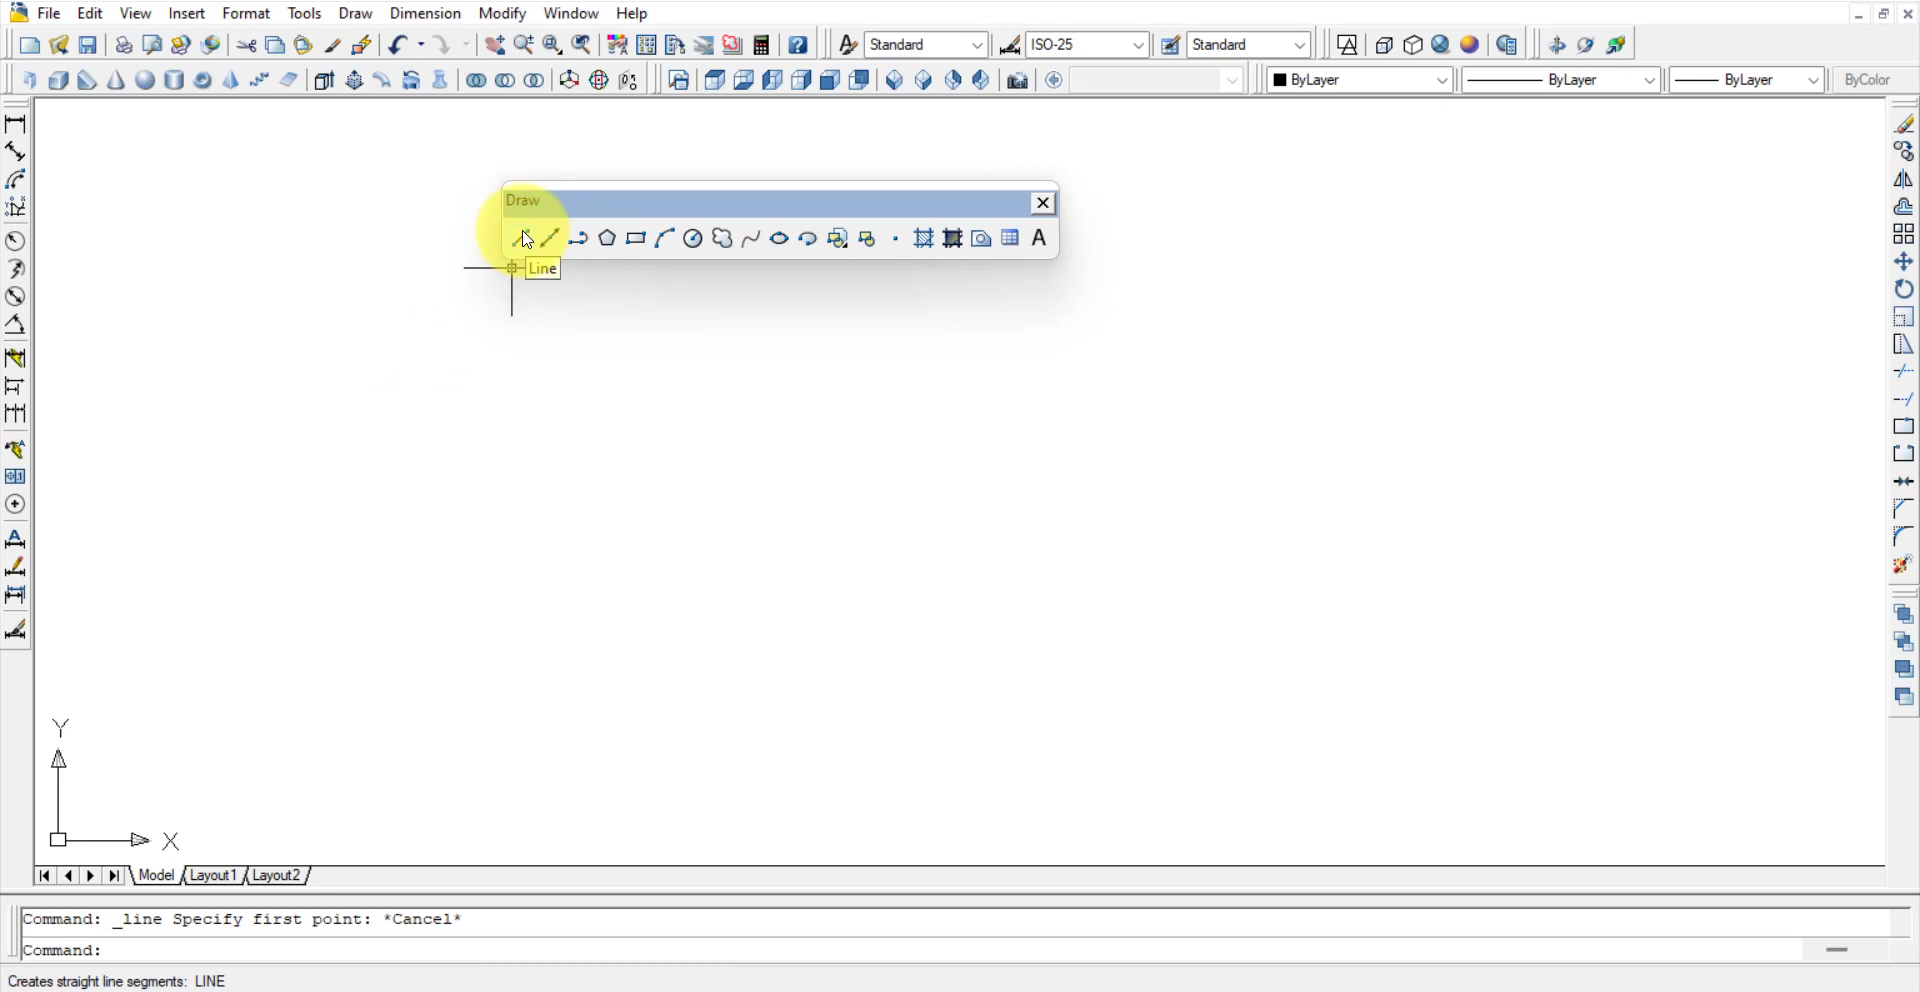 File Edit View Insert Format Tools Draw Dimension Modify Window Help
Standard ISO-25 Standard
ByLayer ByLayer ByLayer ByColor
Draw
A
Line
Y
X
Model Layout1 Layout2
Command: _line Specify first point: *Cancel*
Command:
Creates straight line segments: LINE